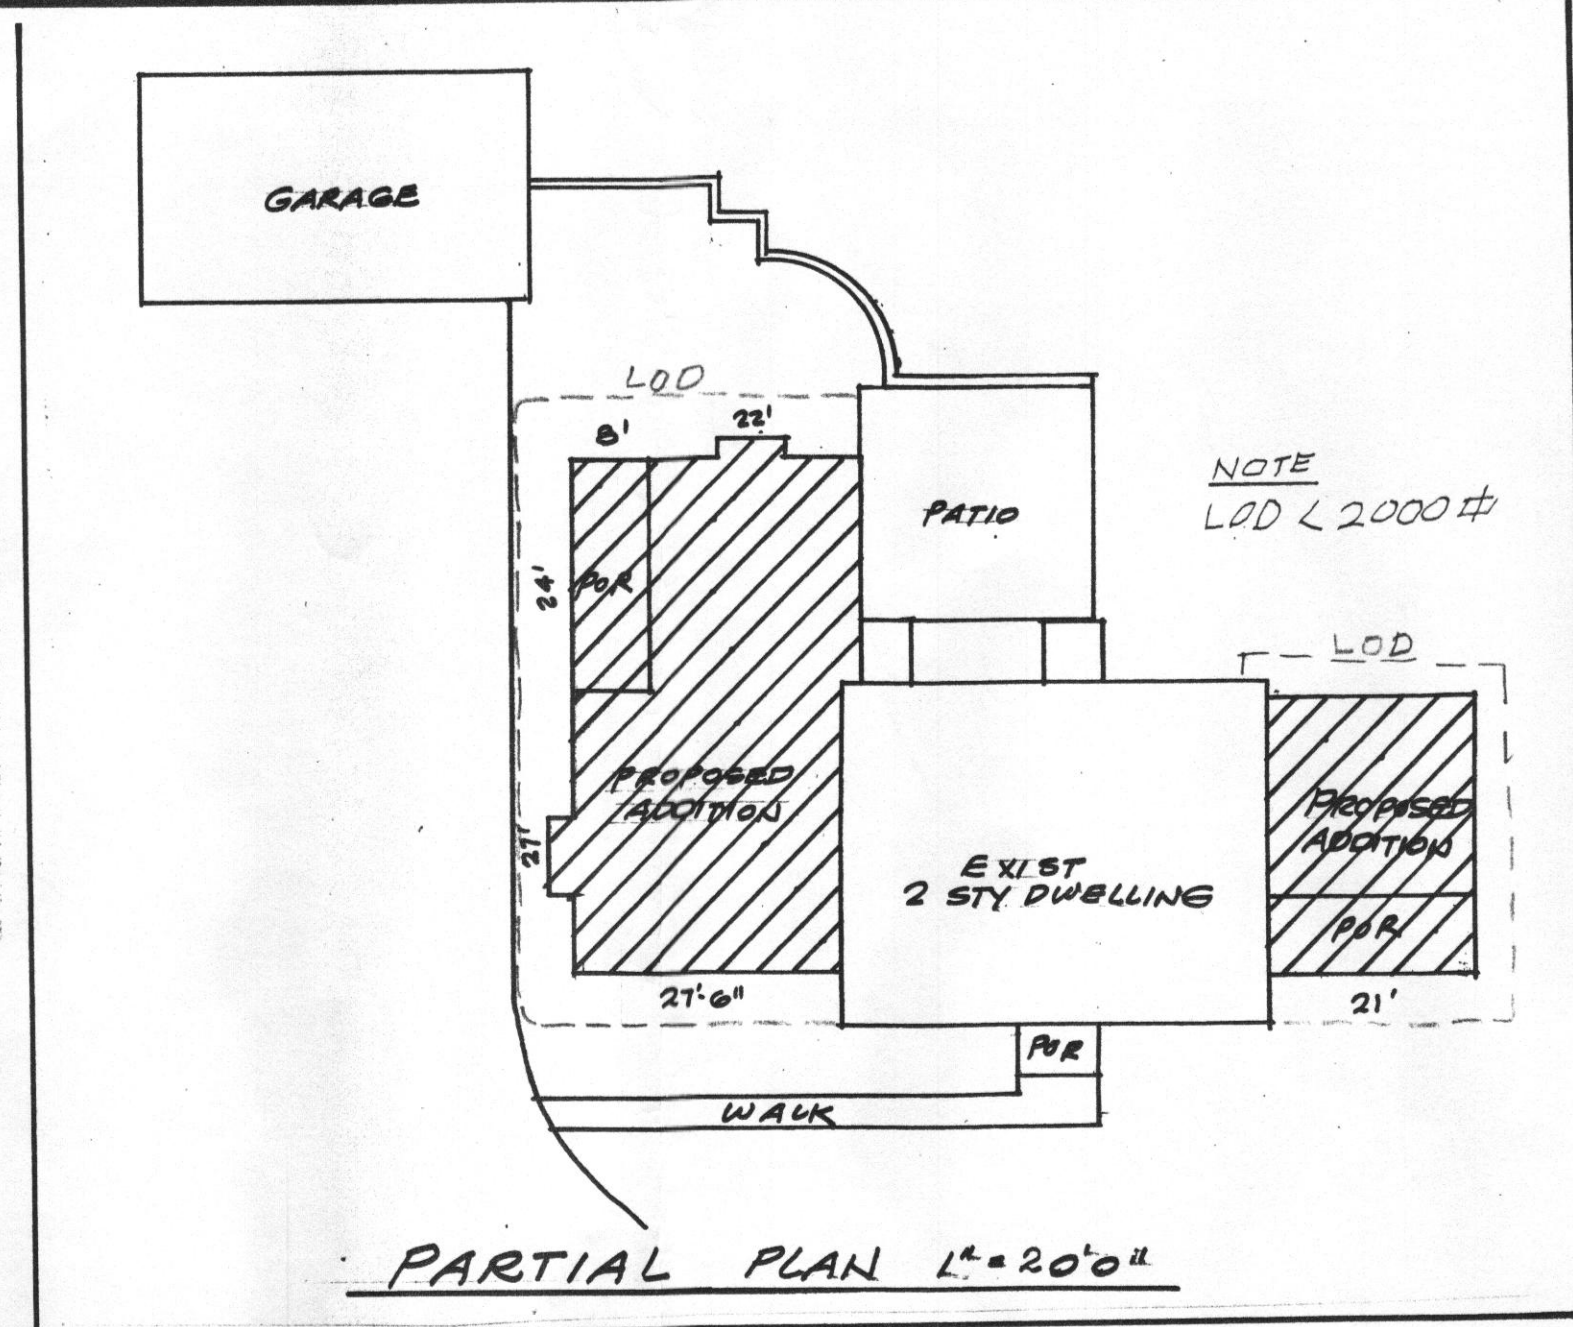 GARAGE
LOD
8'
22'
NOTE
LOD < 2000 ⌗
PATIO
24'
POR
LOD
PROPOSED
ADDITION
27'
PROPOSED
ADDITION
EXIST
2 STY DWELLING
POR
27'-6"
21'
POR
WALK
PARTIAL PLAN 1"=20'0"